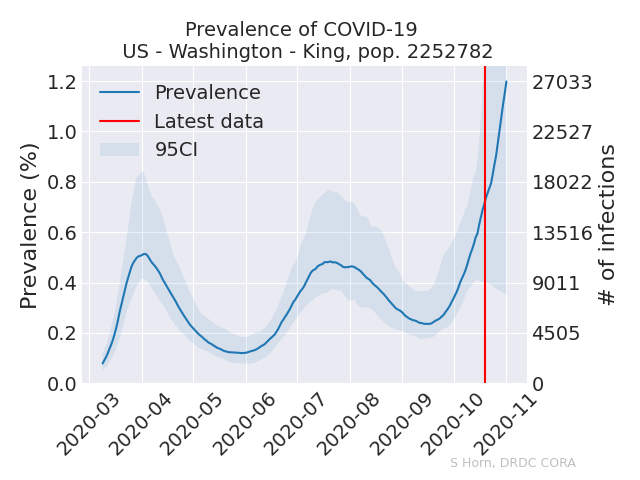 Prevalence of COVID-19
US - Washington - King, pop. 2252782
Prevalence
Latest data
95CI
Prevalence (%)
1.2
1.0
0.8
0.6
0.4
0.2
0.0
27033
22527
18022
13516
9011
4505
0
# of infections
2020-03
2020-04
2020-05
2020-06
2020-07
2020-08
2020-09
2020-10
2020-11
S Horn, DRDC CORA